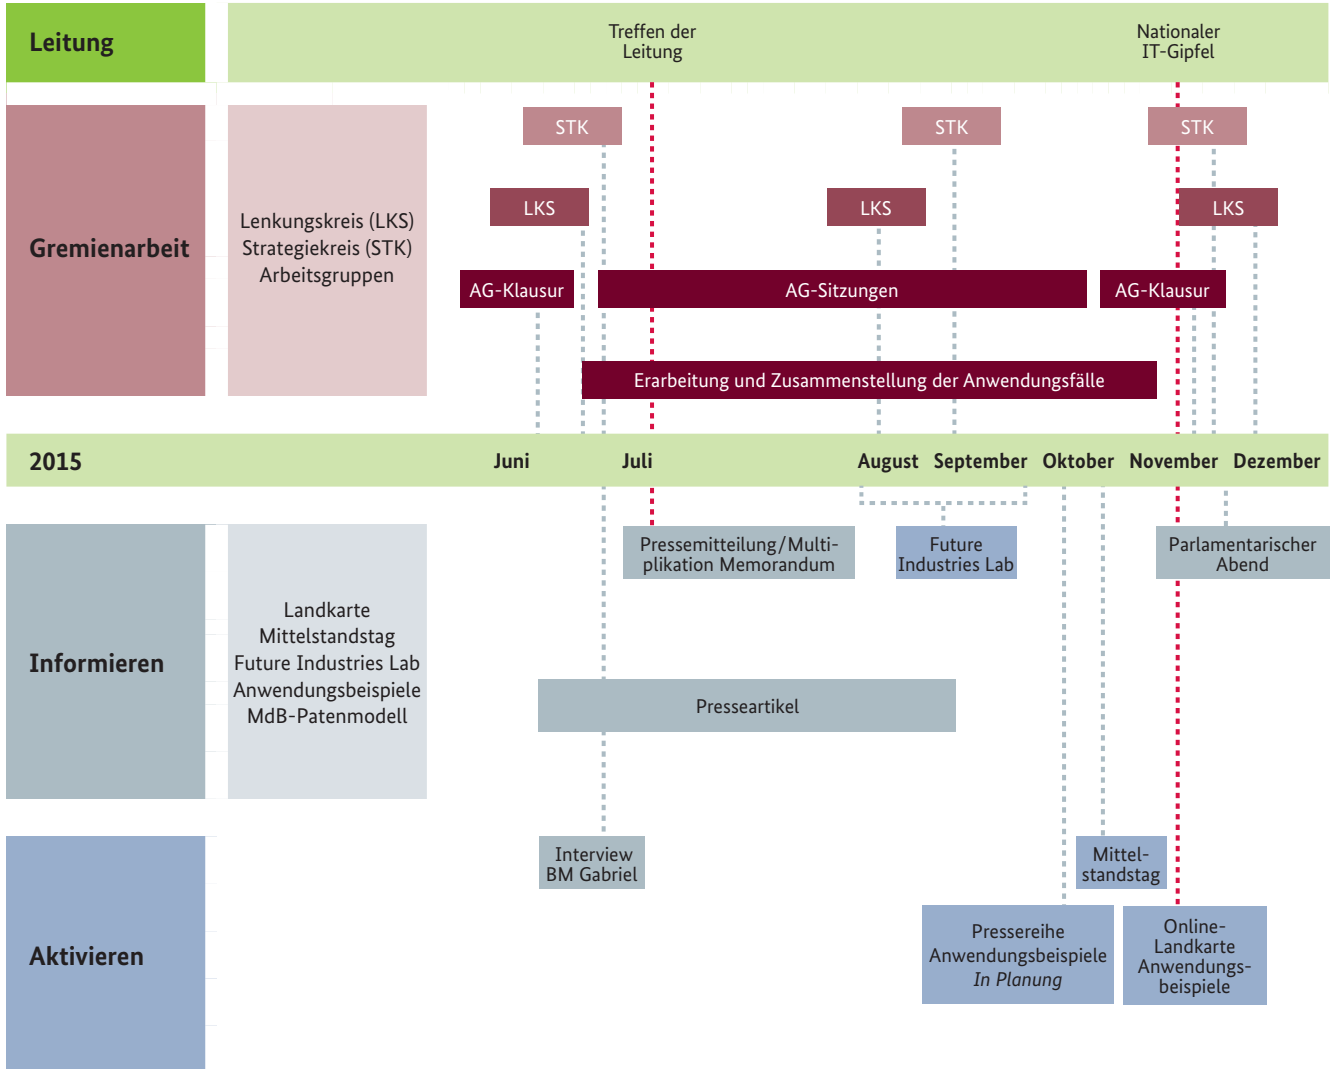 Leitung
Treffen der
Leitung
Nationaler
IT-Gipfel
Gremienarbeit
Lenkungskreis (LKS)
Strategiekreis (STK)
Arbeitsgruppen
STK
STK
STK
LKS
LKS
LKS
AG-Klausur
AG-Sitzungen
AG-Klausur
Erarbeitung und Zusammenstellung der Anwendungsfälle
2015 Juni Juli August September Oktober November Dezember
Informieren
Landkarte
Mittelstandstag
Future Industries Lab
Anwendungsbeispiele
MdB-Patenmodell
Pressemitteilung/Multi-
plikation Memorandum
Future
Industries Lab
Parlamentarischer
Abend
Presseartikel
Aktivieren
Interview
BM Gabriel
Mittel-
standstag
Pressereihe
Anwendungsbeispiele
In Planung
Online-
Landkarte
Anwendungs-
beispiele